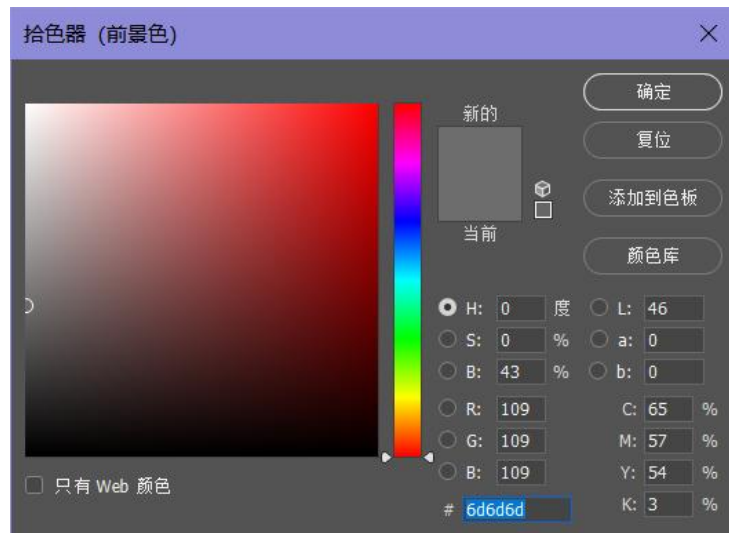 拾色器 (前景色)
新的
当前
确定
复位
添加到色板
颜色库
H: 0 度
S: 0 %
B: 43 %
R: 109
G: 109
B: 109
# 6d6d6d
L: 46
a: 0
b: 0
C: 65 %
M: 57 %
Y: 54 %
K: 3 %
只有 Web 颜色